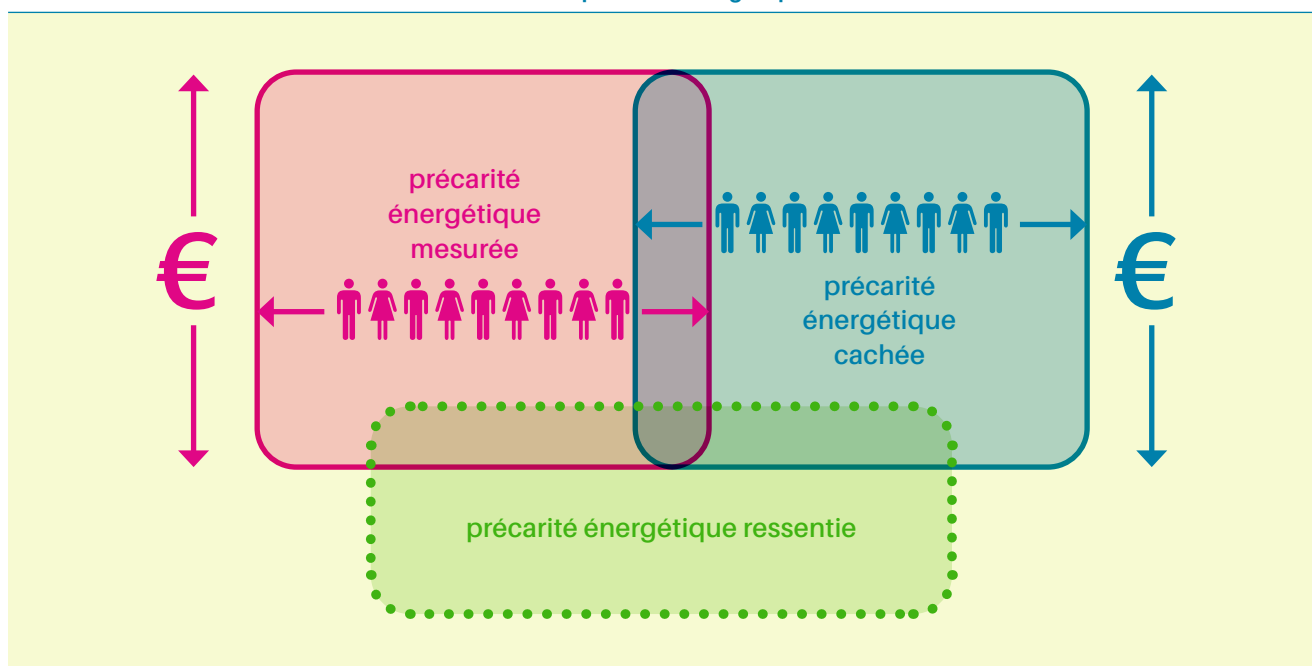 précarité
énergétique
mesurée
€
€
précarité
énergétique
cachée
précarité énergétique ressentie